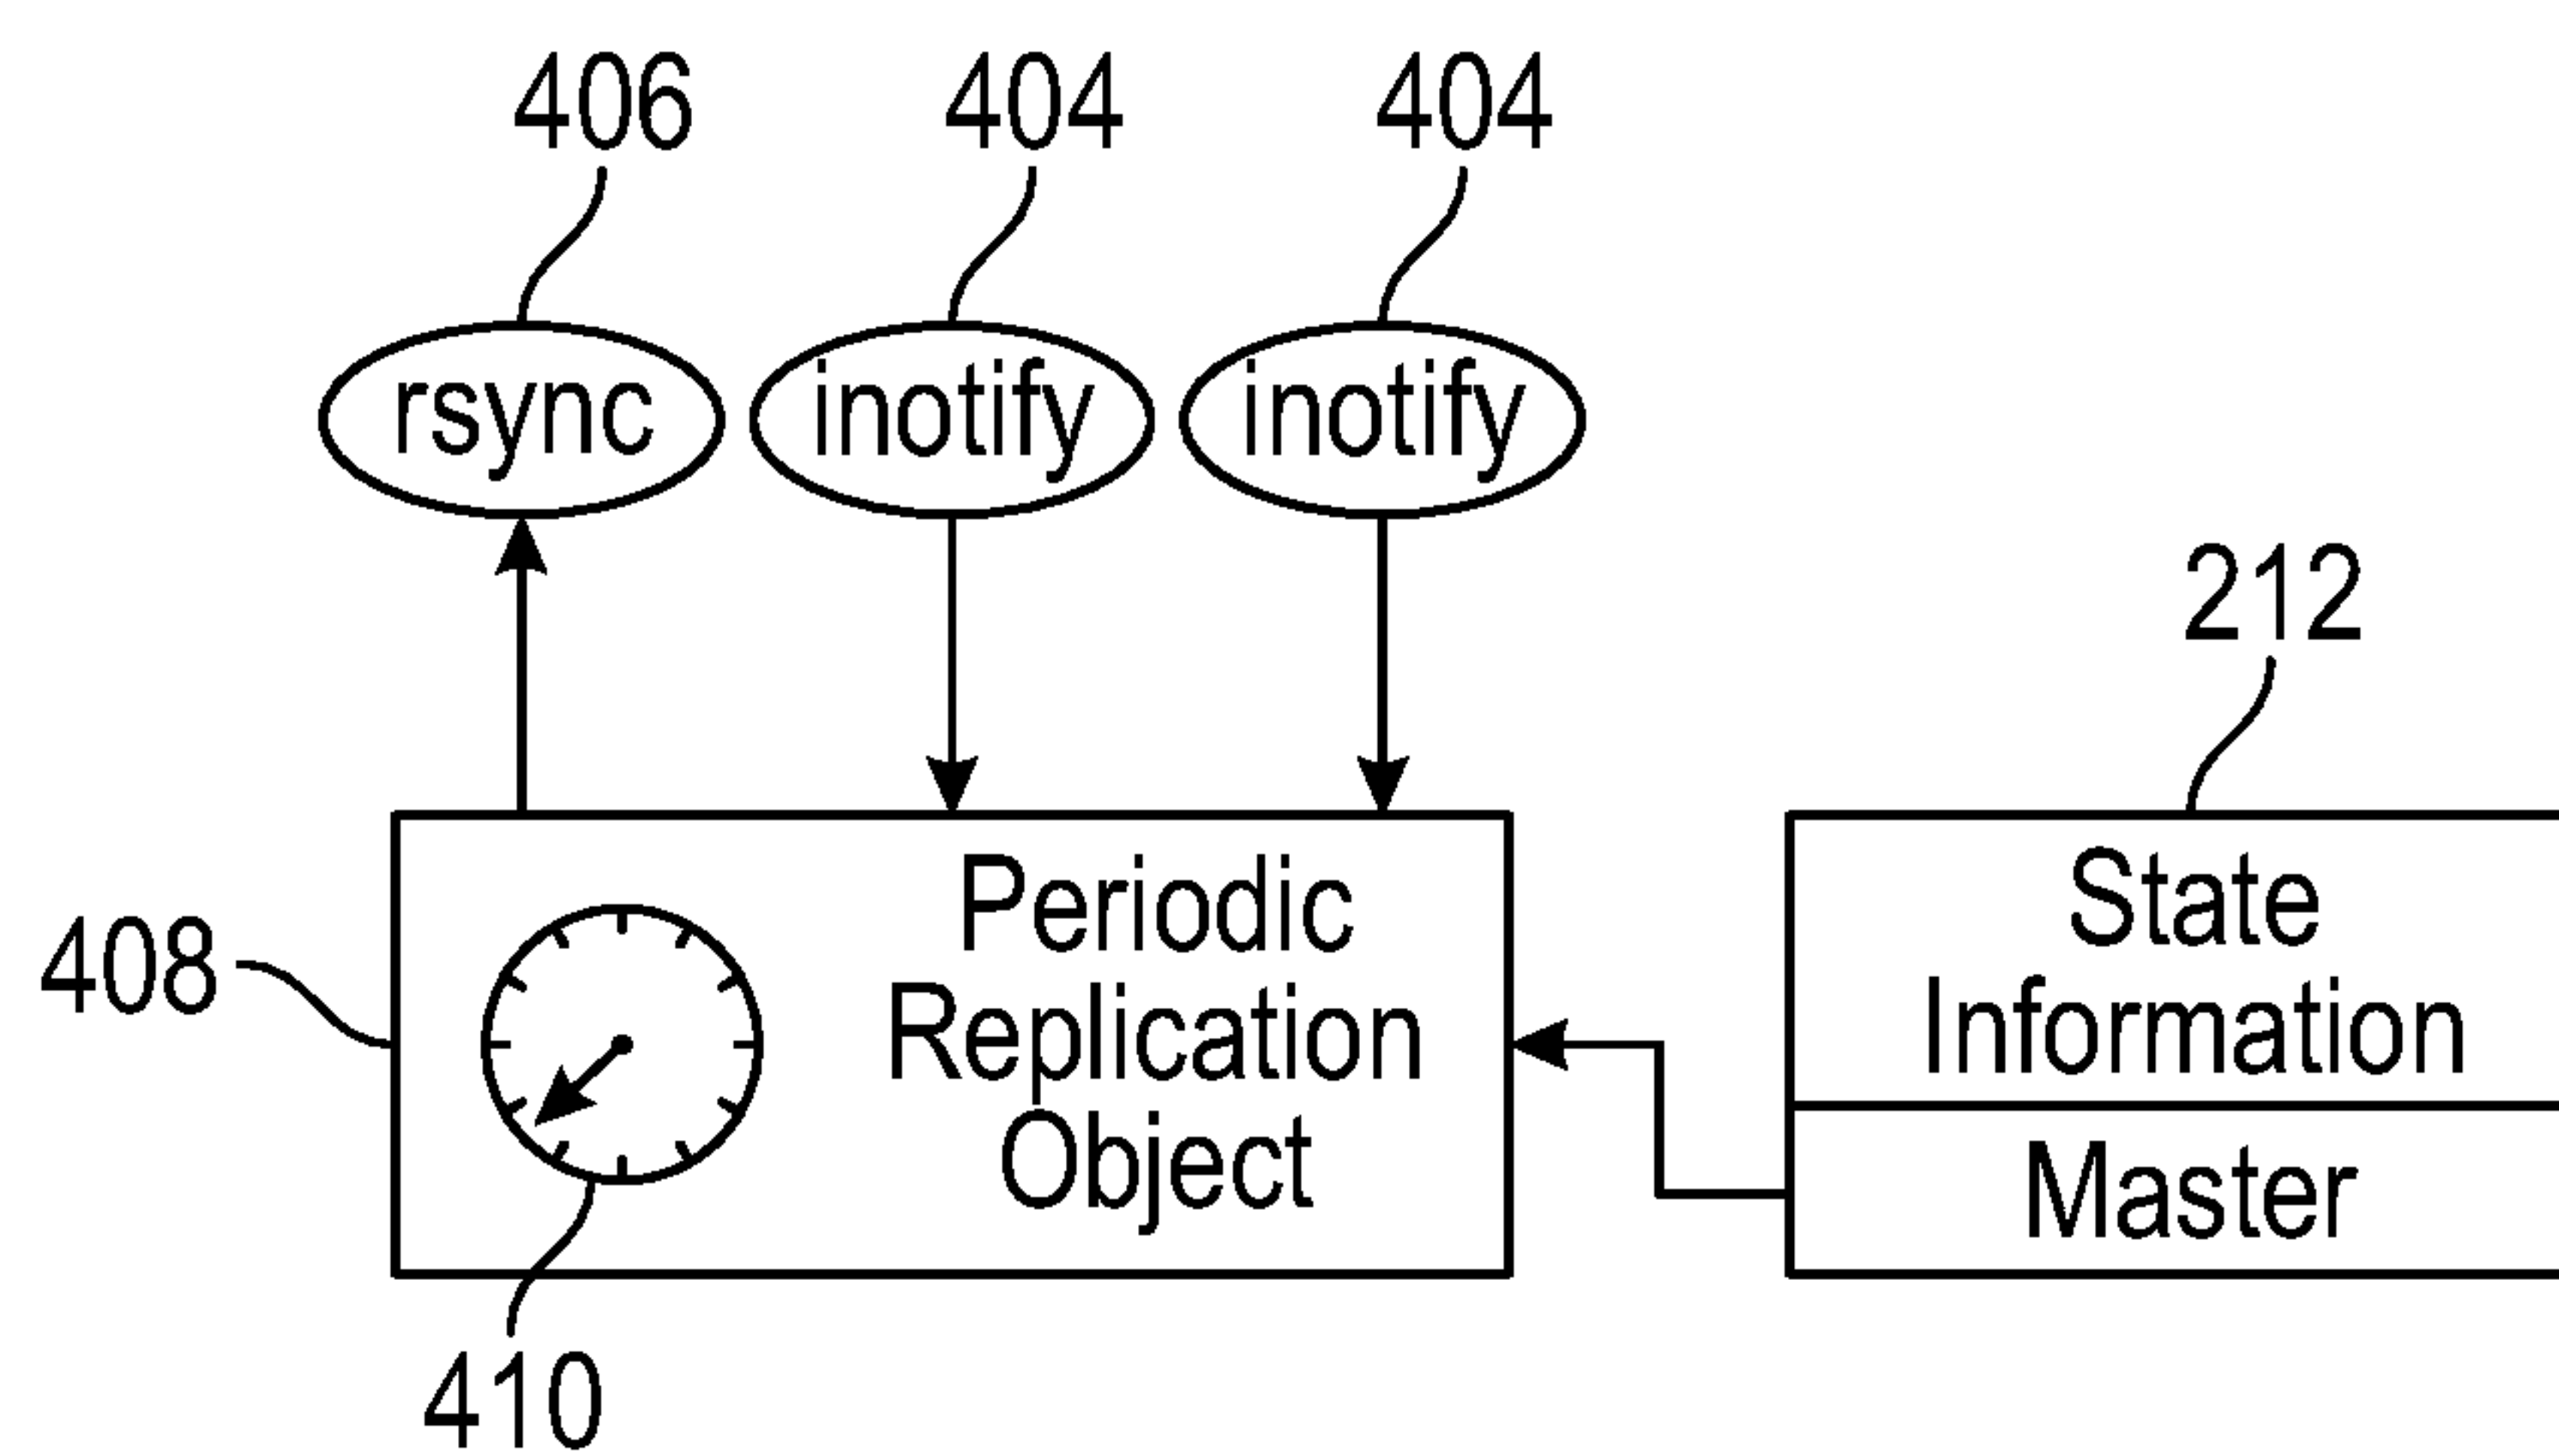 406
404
404
rsync
inotify
inotify
212
408
Periodic
Replication
Object
State
Information
Master
410